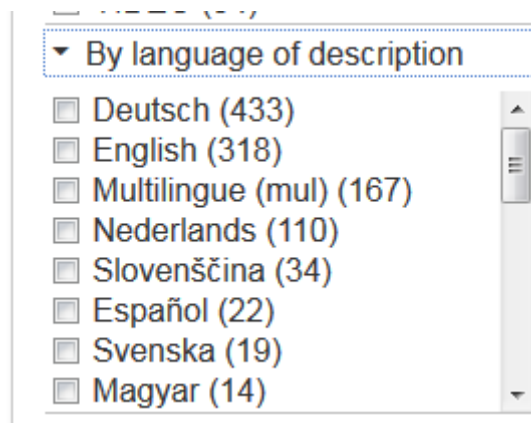 By language of description
Deutsch (433)
English (318)
Multilingue (mul) (167)
Nederlands (110)
Slovenščina (34)
Español (22)
Svenska (19)
Magyar (14)